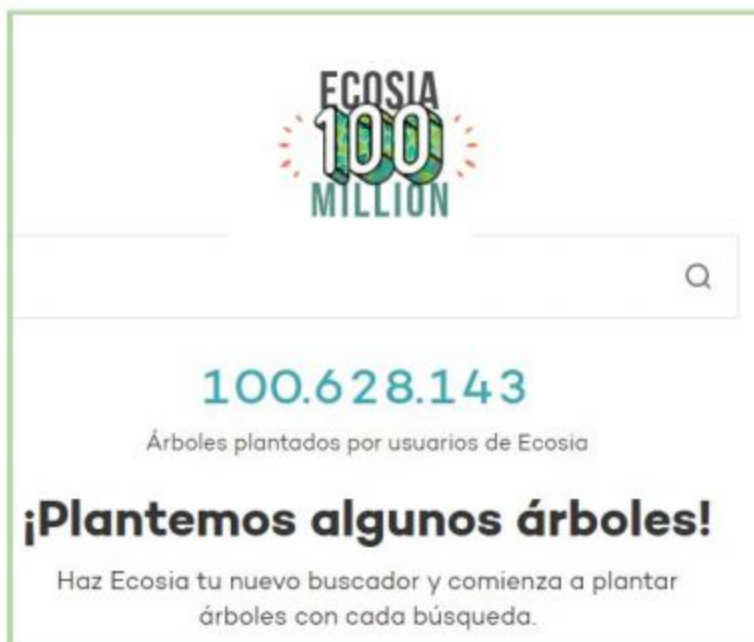 ECOSIA
100
MILLION
100.628.143
Árboles plantados por usuarios de Ecosia
¡Plantemos algunos árboles!
Haz Ecosia tu nuevo buscador y comienza a plantar
árboles con cada búsqueda.